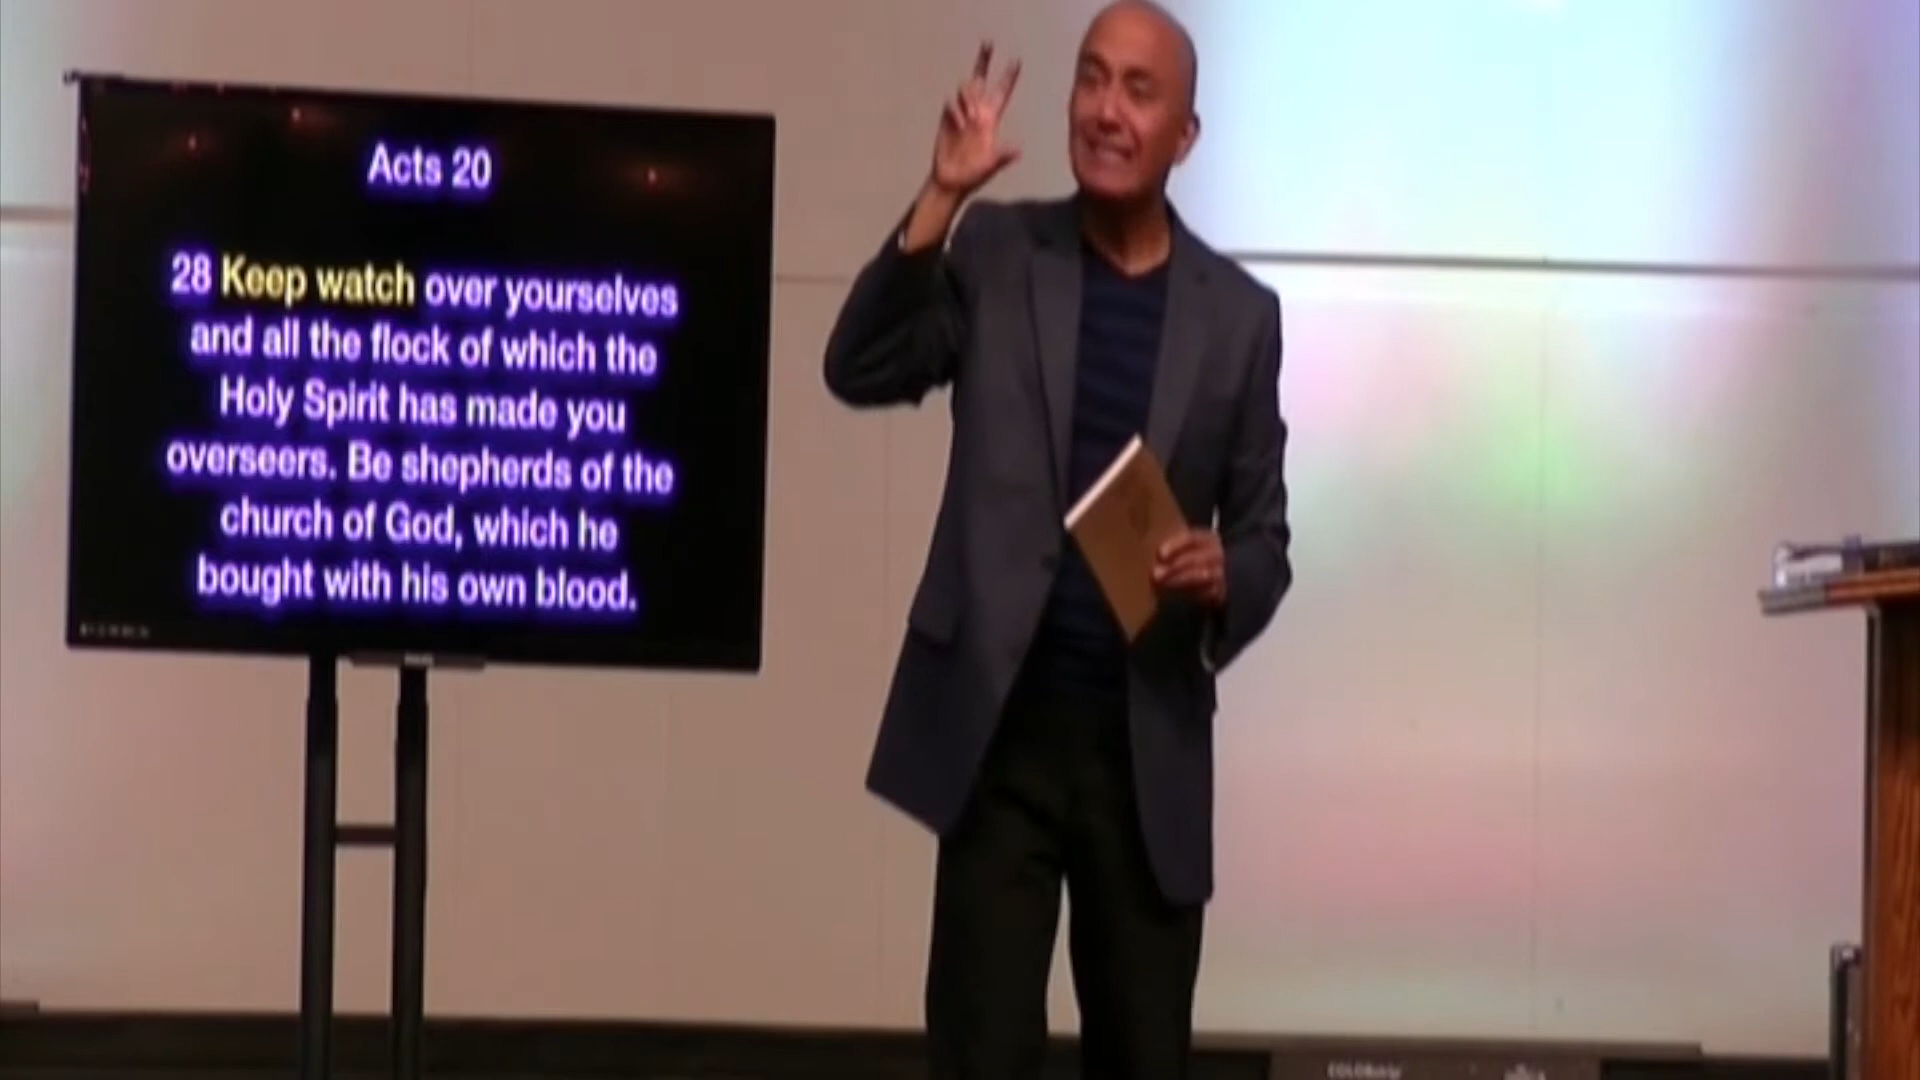 Acts 20
28 Keep watch over yourselves
and all the flock of which the
Holy Spirit has made you
overseers. Be shepherds of the
church of God, which he
bought with his own blood.